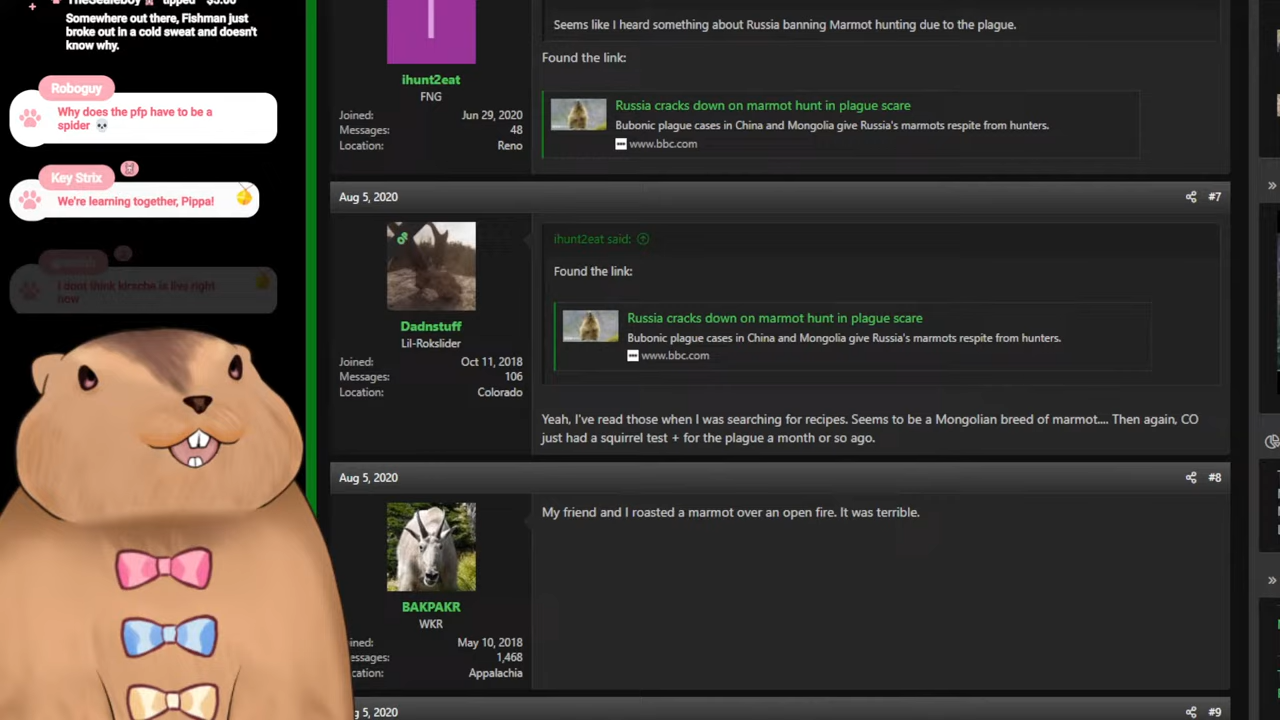 TheSealeboy tipped $5.00
Somewhere out there, Fishman just
broke out in a cold sweat and doesn't
know why.
Roboguy
Why does the pfp have to be a
spider 💀
Key Strix
We're learning together, Pippa!
I dont think kirsche is live right
now
I
ihunt2eat
FNG
Joined: Jun 29, 2020
Messages: 48
Location: Reno
Seems like I heard something about Russia banning Marmot hunting due to the plague.
Found the link:
Russia cracks down on marmot hunt in plague scare
Bubonic plague cases in China and Mongolia give Russia's marmots respite from hunters.
www.bbc.com
Aug 5, 2020 #7
Dadnstuff
Lil-Rokslider
Joined: Oct 11, 2018
Messages: 106
Location: Colorado
ihunt2eat said:
Found the link:
Russia cracks down on marmot hunt in plague scare
Bubonic plague cases in China and Mongolia give Russia's marmots respite from hunters.
www.bbc.com
Yeah, I've read those when I was searching for recipes. Seems to be a Mongolian breed of marmot.... Then again, CO
just had a squirrel test + for the plague a month or so ago.
Aug 5, 2020 #8
BAKPAKR
WKR
ined: May 10, 2018
essages: 1,468
cation: Appalachia
My friend and I roasted a marmot over an open fire. It was terrible.
5, 2020 #9